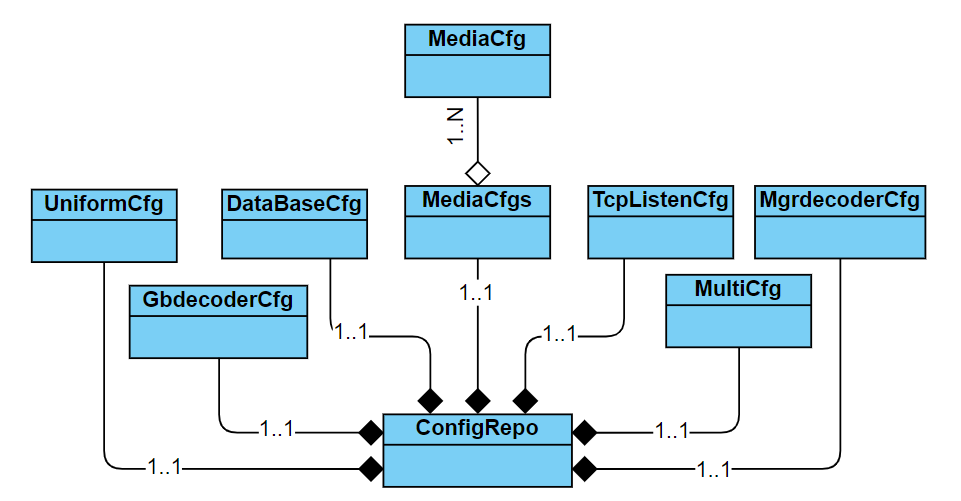 MediaCfg
1..N
UniformCfg
DataBaseCfg
MediaCfgs
TcpListenCfg
MgrdecoderCfg
GbdecoderCfg
MultiCfg
1..1
1..1
1..1
ConfigRepo
1..1
1..1
1..1
1..1